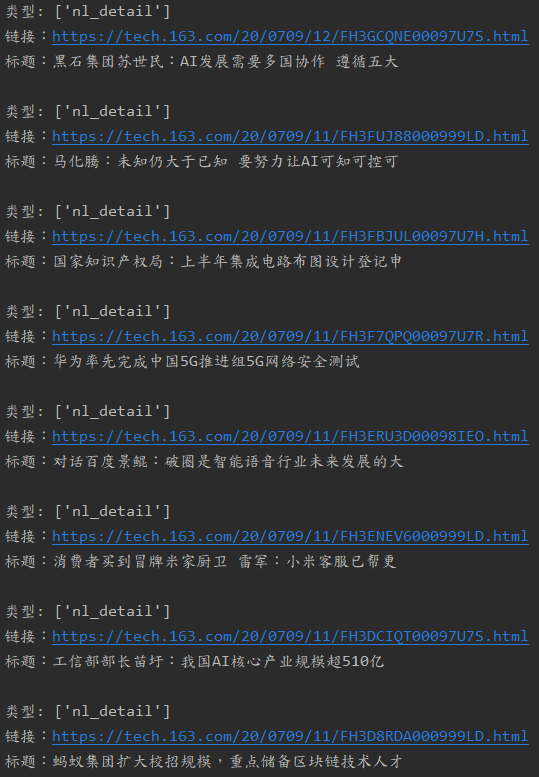 类型: ['nl_detail']
链接：https://tech.163.com/20/0709/12/FH3GCQNE00097U7S.html
标题：黑石集团苏世民：AI发展需要多国协作 遵循五大
类型: ['nl_detail']
链接：https://tech.163.com/20/0709/11/FH3FUJ88000999LD.html
标题：马化腾：未知仍大于已知 要努力让AI可知可控可
类型: ['nl_detail']
链接：https://tech.163.com/20/0709/11/FH3FBJUL00097U7H.html
标题：国家知识产权局：上半年集成电路布图设计登记申
类型: ['nl_detail']
链接：https://tech.163.com/20/0709/11/FH3F7QPQ00097U7R.html
标题：华为率先完成中国5G推进组5G网络安全测试
类型: ['nl_detail']
链接：https://tech.163.com/20/0709/11/FH3ERU3D00098IEO.html
标题：对话百度景鲲：破圈是智能语音行业未来发展的大
类型: ['nl_detail']
链接：https://tech.163.com/20/0709/11/FH3ENEV6000999LD.html
标题：消费者买到冒牌米家厨卫 雷军：小米客服已帮更
类型: ['nl_detail']
链接：https://tech.163.com/20/0709/11/FH3DCIQT00097U7S.html
标题：工信部部长苗圩：我国AI核心产业规模超510亿
类型: ['nl_detail']
链接：https://tech.163.com/20/0709/11/FH3D8RDA000999LD.html
标题：蚂蚁集团扩大校招规模，重点储备区块链技术人才